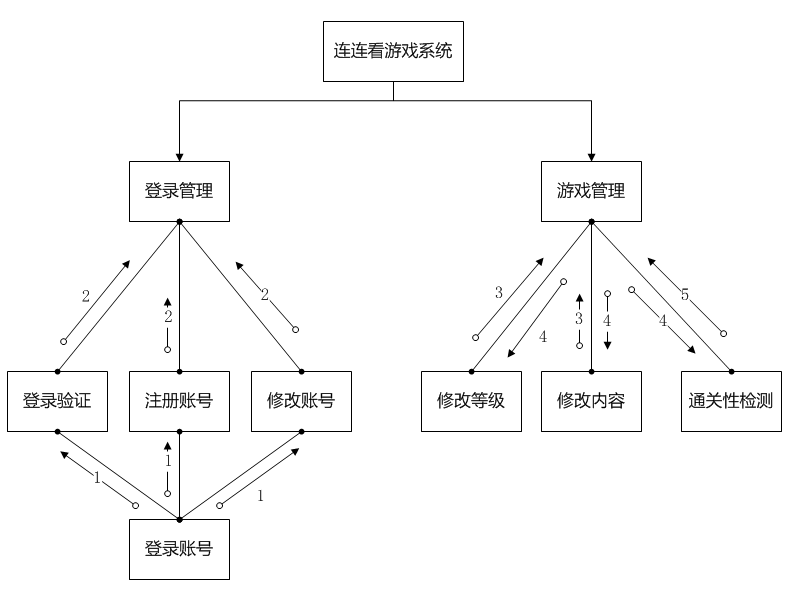 连连看游戏系统
登录管理
游戏管理
2
2
2
3
4
3
4
4
5
登录验证
注册账号
修改账号
修改等级
修改内容
通关性检测
1
1
1
登录账号